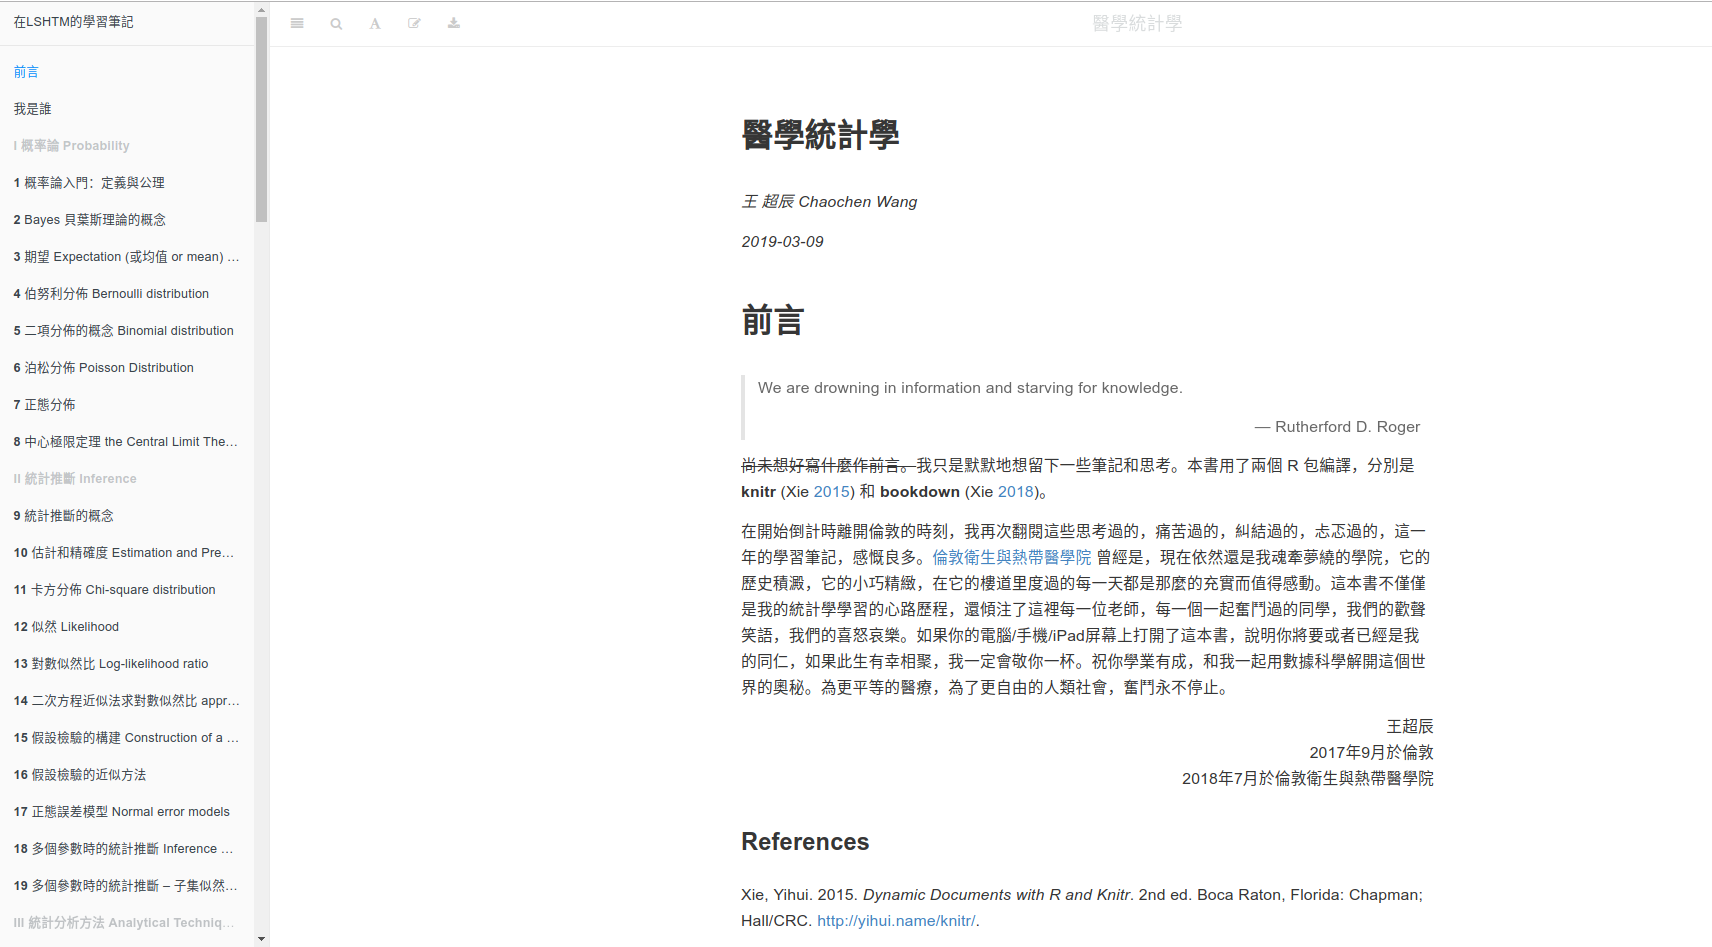 在LSHTM的學習筆記
前言
我是誰
I 概率論 Probability
1 概率論入門：定義與公理
2 Bayes 貝葉斯理論的概念
3 期望 Expectation (或均值 or mean) …
4 伯努利分佈 Bernoulli distribution
5 二項分佈的概念 Binomial distribution
6 泊松分佈 Poisson Distribution
7 正態分佈
8 中心極限定理 the Central Limit The…
II 統計推斷 Inference
9 統計推斷的概念
10 估計和精確度 Estimation and Pre…
11 卡方分佈 Chi-square distribution
12 似然 Likelihood
13 對數似然比 Log-likelihood ratio
14 二次方程近似法求對數似然比 appr…
15 假設檢驗的構建 Construction of a …
16 假設檢驗的近似方法
17 正態誤差模型 Normal error models
18 多個參數時的統計推斷 Inference …
19 多個參數時的統計推斷 – 子集似然…
III 統計分析方法 Analytical Techniq…
A
醫學統計學
醫學統計學
王 超辰 Chaochen Wang
2019-03-09
前言
We are drowning in information and starving for knowledge.
— Rutherford D. Roger
尚未想好寫什麼作前言。我只是默默地想留下一些筆記和思考。本書用了兩個 R 包編譯，分別是
knitr (Xie 2015) 和 bookdown (Xie 2018)。
在開始倒計時離開倫敦的時刻，我再次翻閱這些思考過的，痛苦過的，糾結過的，忐忑過的，這一
年的學習筆記，感慨良多。倫敦衛生與熱帶醫學院 曾經是，現在依然還是我魂牽夢繞的學院，它的
歷史積澱，它的小巧精緻，在它的樓道里度過的每一天都是那麼的充實而值得感動。這本書不僅僅
是我的統計學學習的心路歷程，還傾注了這裡每一位老師，每一個一起奮鬥過的同學，我們的歡聲
笑語，我們的喜怒哀樂。如果你的電腦/手機/iPad屏幕上打開了這本書，說明你將要或者已經是我
的同仁，如果此生有幸相聚，我一定會敬你一杯。祝你學業有成，和我一起用數據科學解開這個世
界的奧秘。為更平等的醫療，為了更自由的人類社會，奮鬥永不停止。
王超辰
2017年9月於倫敦
2018年7月於倫敦衛生與熱帶醫學院
References
Xie, Yihui. 2015. Dynamic Documents with R and Knitr. 2nd ed. Boca Raton, Florida: Chapman;
Hall/CRC. http://yihui.name/knitr/.